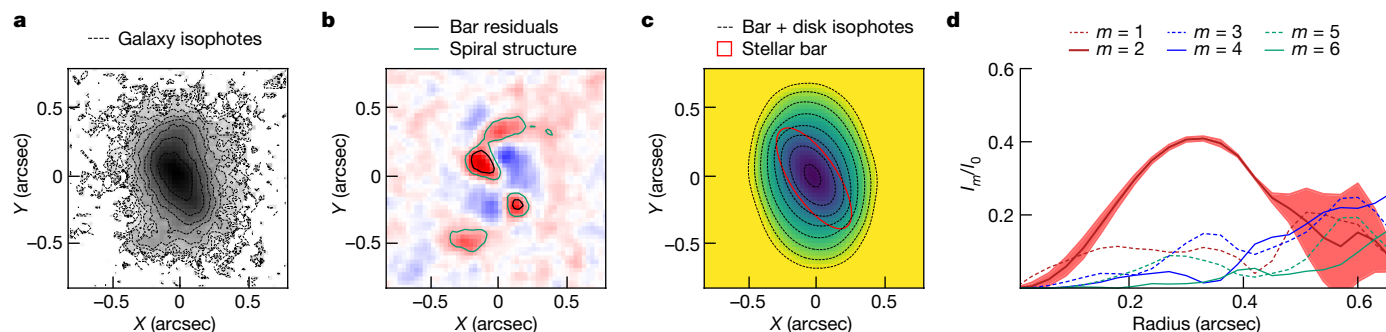 a
Galaxy isophotes
0.5
0
−0.5
Y (arcsec)
−0.5 0 0.5
X (arcsec)
b
Bar residuals
Spiral structure
0.5
0
−0.5
Y (arcsec)
−0.5 0 0.5
X (arcsec)
c
Bar + disk isophotes
Stellar bar
0.5
0
−0.5
Y (arcsec)
−0.5 0 0.5
X (arcsec)
d
m = 1 m = 3 m = 5
m = 2 m = 4 m = 6
0.6
0.4
0.2
Im/I0
0.2 0.4 0.6
Radius (arcsec)